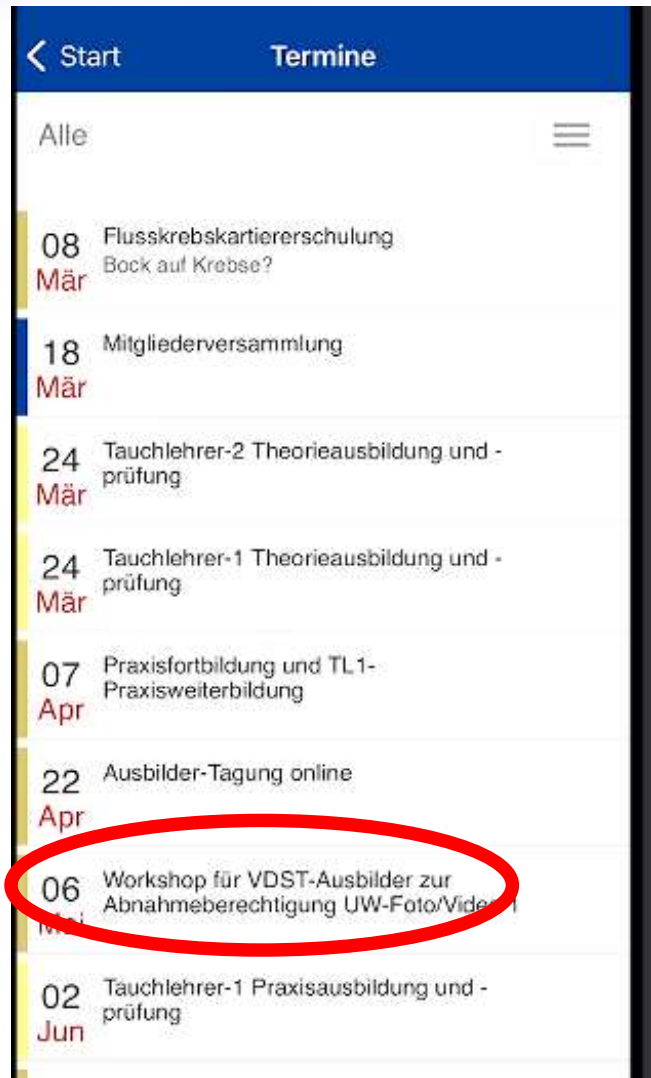 Start
Termine
Alle
08
Mär
Flusskrebskartiererschulung
Bock auf Krebse?
18
Mär
Mitgliederversammlung
24
Mär
Tauchlehrer-2 Theorieausbildung und -
prüfung
24
Mär
Tauchlehrer-1 Theorieausbildung und -
prüfung
07
Apr
Praxisfortbildung und TL1-
Praxisweiterbildung
22
Apr
Ausbilder-Tagung online
06
Mai
Workshop für VDST-Ausbilder zur
Abnahmeberechtigung UW-Foto/Video 1
02
Jun
Tauchlehrer-1 Praxisausbildung und -
prüfung